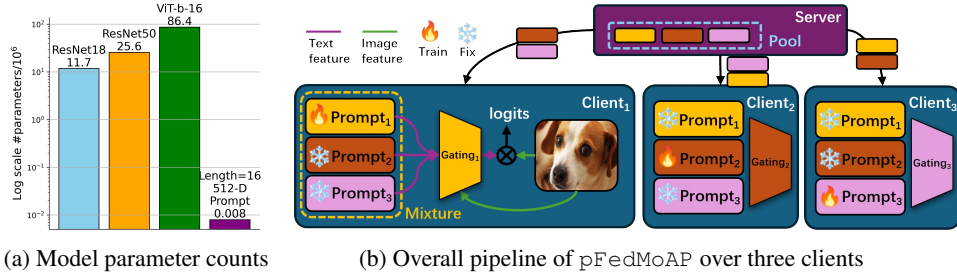 (a)
Log scale #parameters/10⁶
10²
10¹
10⁰
10⁻¹
10⁻²
ResNet18
11.7
ResNet50
25.6
ViT-b-16
86.4
Length=16
512-D
Prompt
0.008
(a) Model parameter counts
(b)
Text
feature
Image
feature
Train
Fix
Server
Pool
Client₁
Prompt₁
Prompt₂
Prompt₃
Mixture
Gating₁
logits
Client₂
Prompt₁
Prompt₂
Prompt₃
Gating₂
Client₃
Prompt₁
Prompt₂
Prompt₃
Gating₃
(b) Overall pipeline of pFedMoAP over three clients